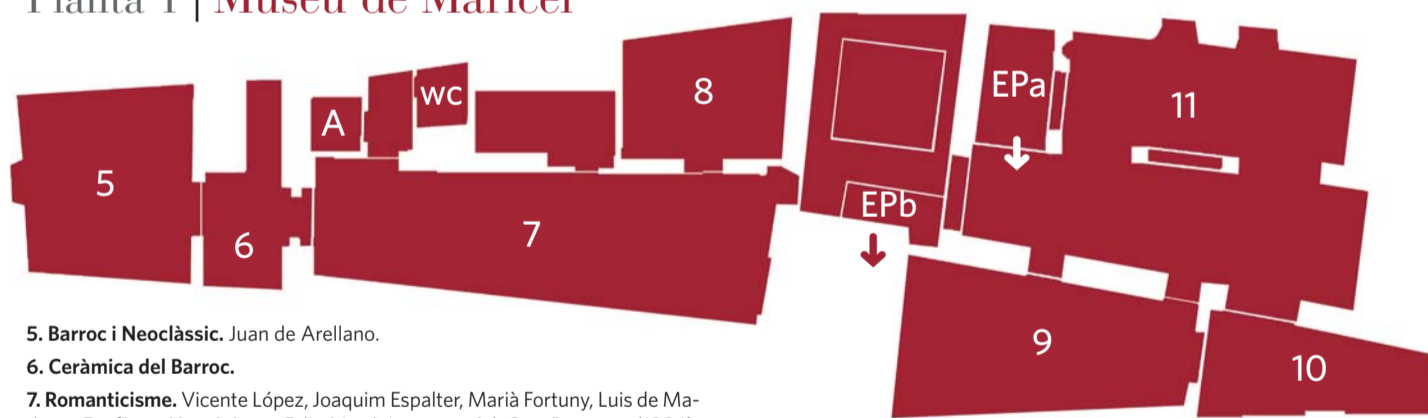 Planta 1 | Museu de Maricel
5
6
A
wc
7
8
EPa
EPb
11
9
10
5. Barroc i Neoclàssic. Juan de Arellano.
6. Ceràmica del Barroc.
7. Romanticisme. Vicente López, Joaquim Espalter, Marià Fortuny, Luis de Ma-